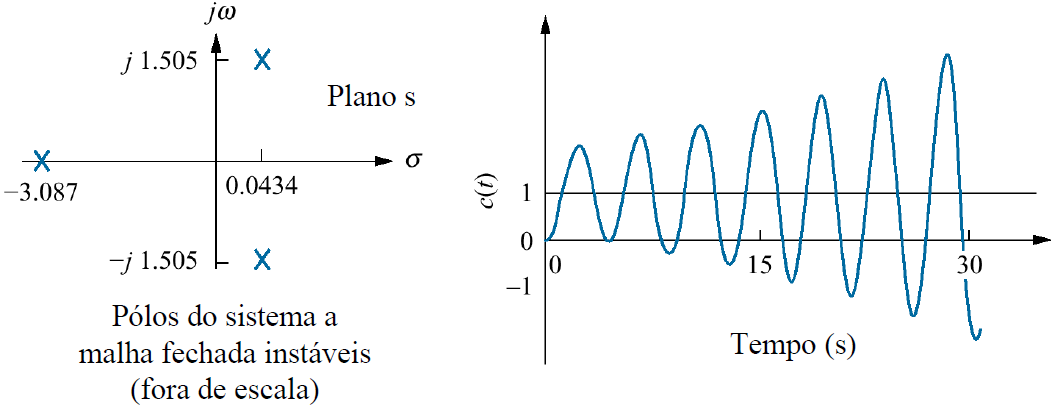 jω
j 1.505
Plano s
σ
−3.087
0.0434
−j 1.505
Pólos do sistema a
malha fechada instáveis
(fora de escala)
c(t)
1
0
−1
0
15
30
Tempo (s)